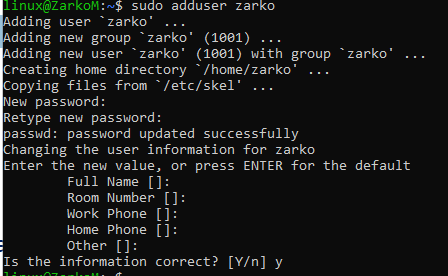 linux@ZarkoM:~$ sudo adduser zarko
Adding user `zarko' ...
Adding new group `zarko' (1001) ...
Adding new user `zarko' (1001) with group `zarko' ...
Creating home directory `/home/zarko' ...
Copying files from `/etc/skel' ...
New password:
Retype new password:
passwd: password updated successfully
Changing the user information for zarko
Enter the new value, or press ENTER for the default
Full Name []:
Room Number []:
Work Phone []:
Home Phone []:
Other []:
Is the information correct? [Y/n] y
linux@ZarkoM:~$